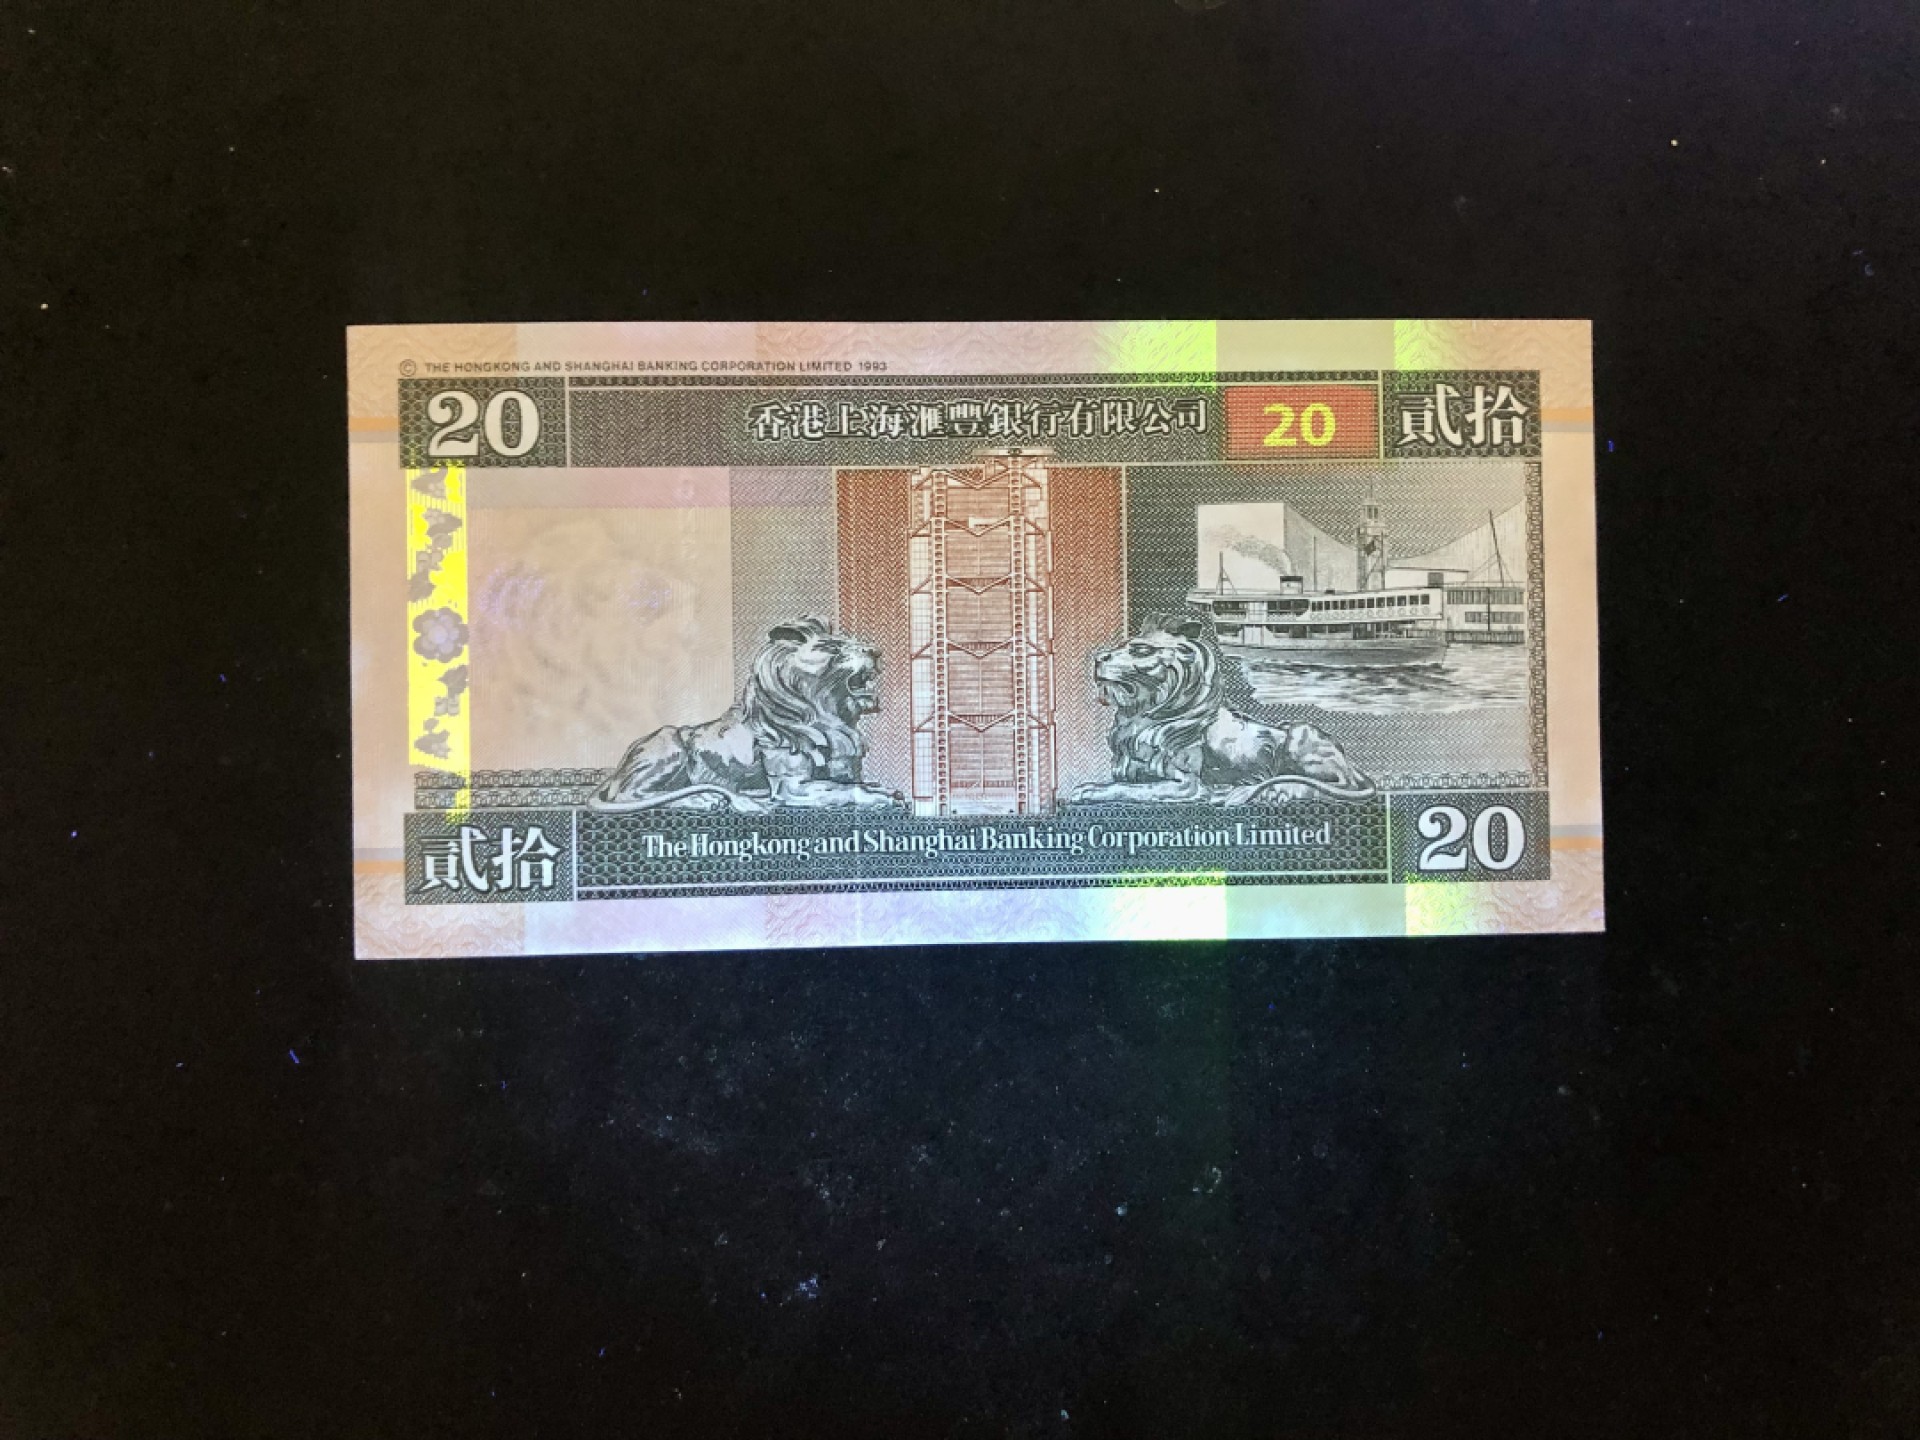 © THE HONGKONG AND SHANGHAI BANKING CORPORATION LIMITED 1993
20 香港上海滙豐銀行有限公司 20 貳拾
貳拾 The Hongkong and Shanghai Banking Corporation Limited 20